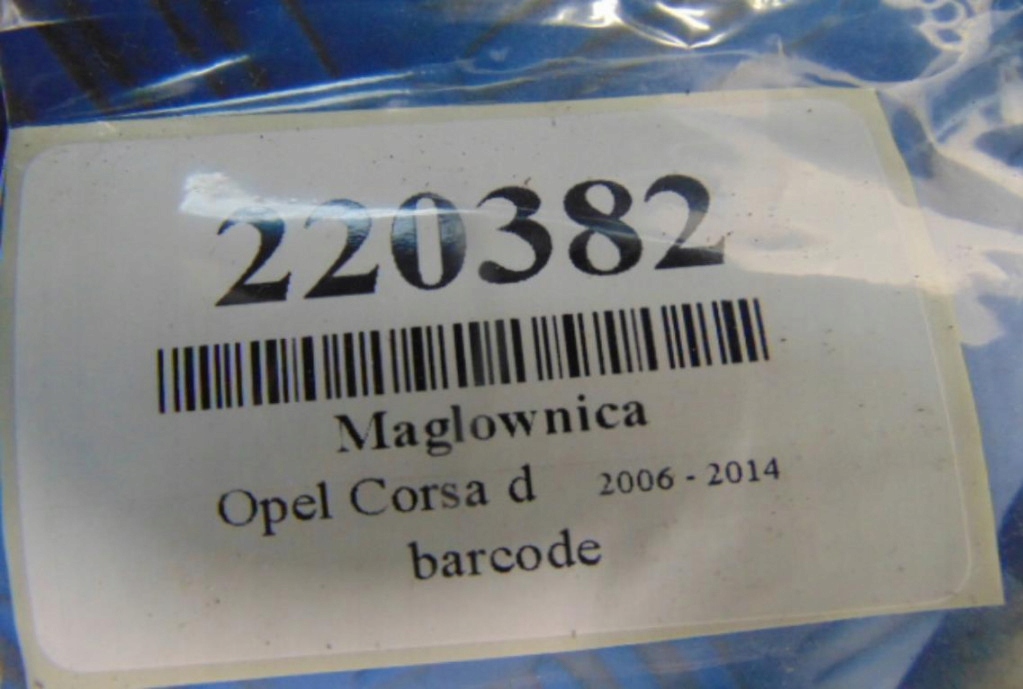 220382
Maglownica
Opel Corsa d 2006 - 2014
barcode